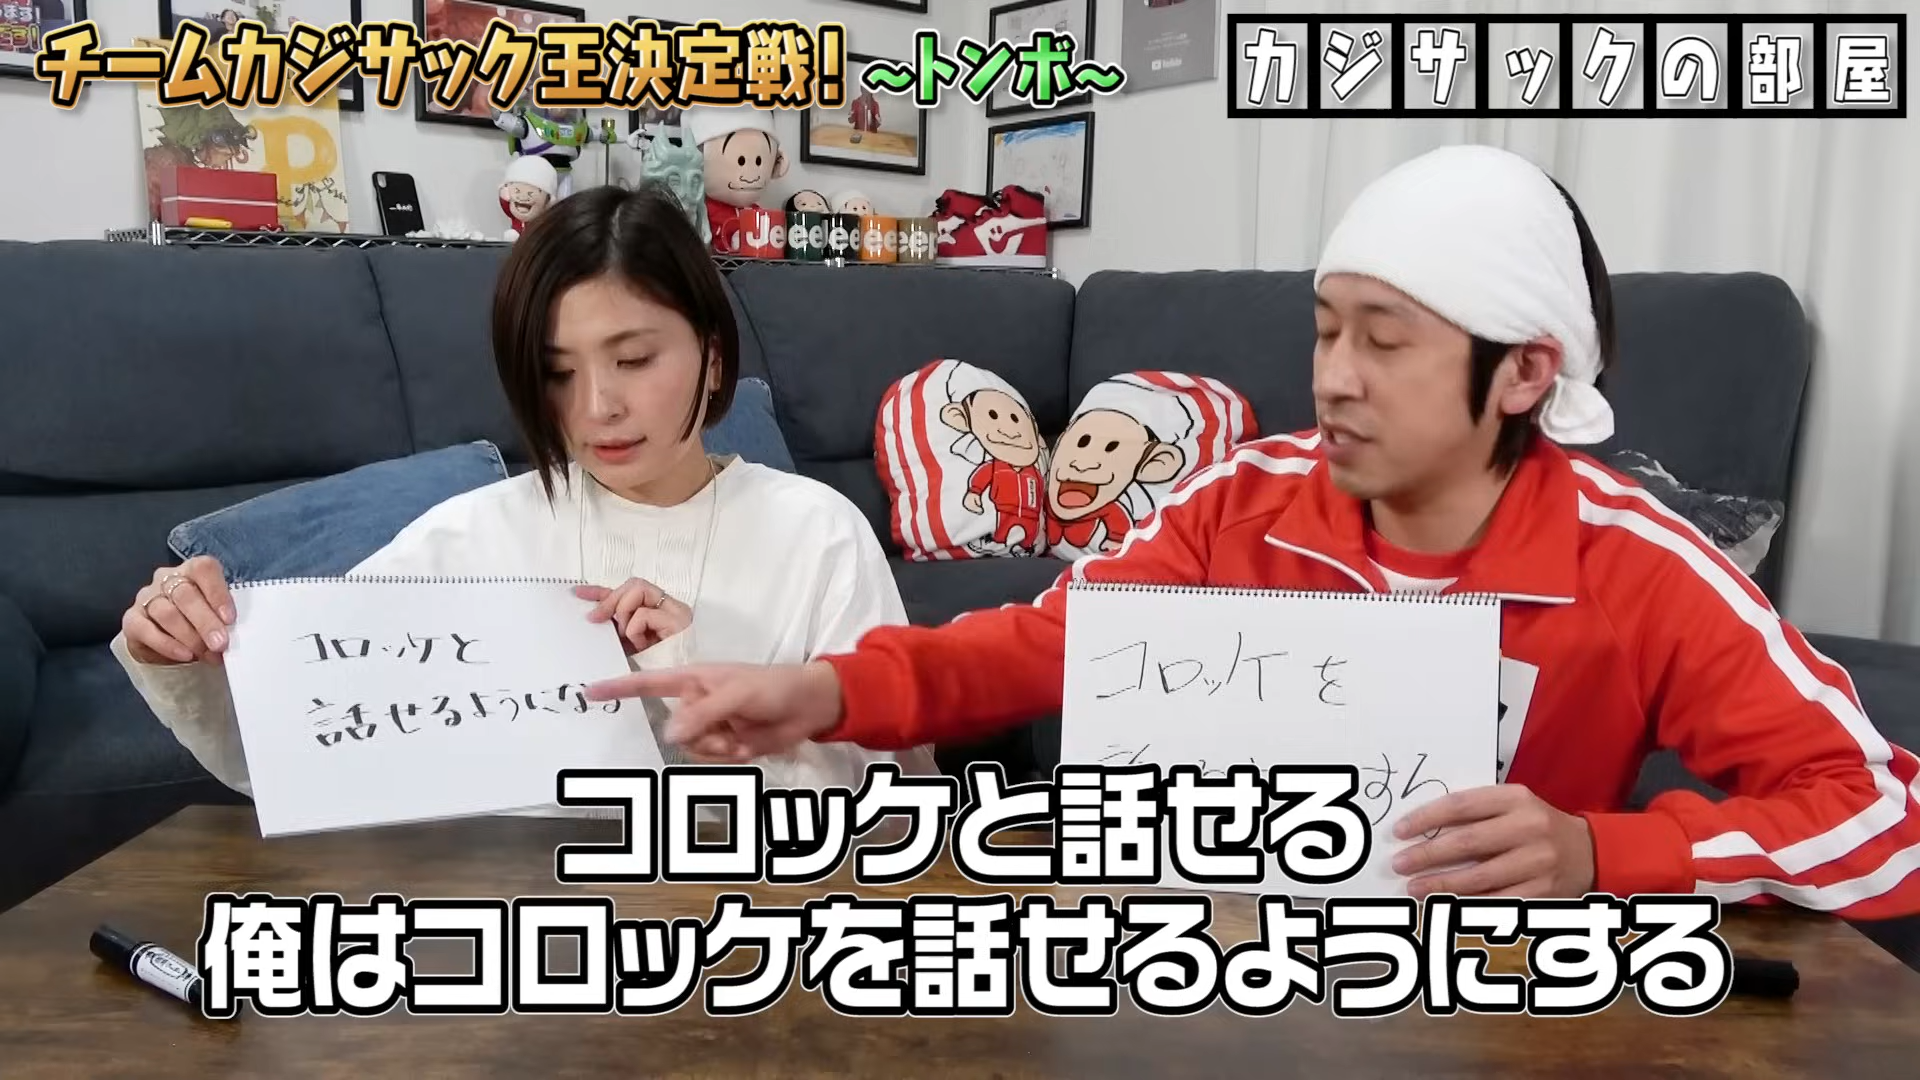 チームカジサック王決定戦！ ～トンボ～
カジサックの部屋
Jeep
コロッケと
話せるようになる
コロッケを
する
コロッケと話せる
俺はコロッケを話せるようにする